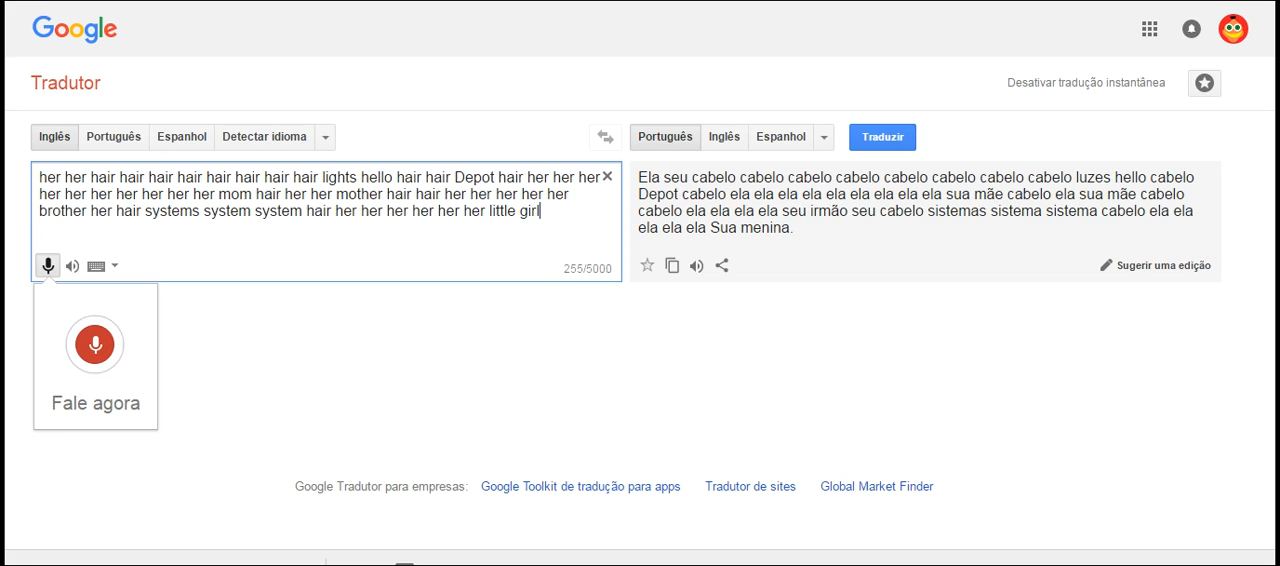 Google
Tradutor
Desativar tradução instantânea
Inglês Português Espanhol Detectar idioma
Português Inglês Espanhol Traduzir
her her hair hair hair hair hair hair hair hair lights hello hair hair Depot hair her her her
her her her her her her her mom hair her her mother hair hair her her her her her
brother her hair systems system system hair her her her her her her little girl
255/5000
Ela seu cabelo cabelo cabelo cabelo cabelo cabelo cabelo cabelo luzes hello cabelo
Depot cabelo ela ela ela ela ela ela ela ela ela sua mãe cabelo ela sua mãe cabelo
cabelo ela ela ela ela seu irmão seu cabelo sistemas sistema sistema cabelo ela ela
ela ela ela Sua menina.
Sugerir uma edição
Fale agora
Google Tradutor para empresas: Google Toolkit de tradução para apps Tradutor de sites Global Market Finder